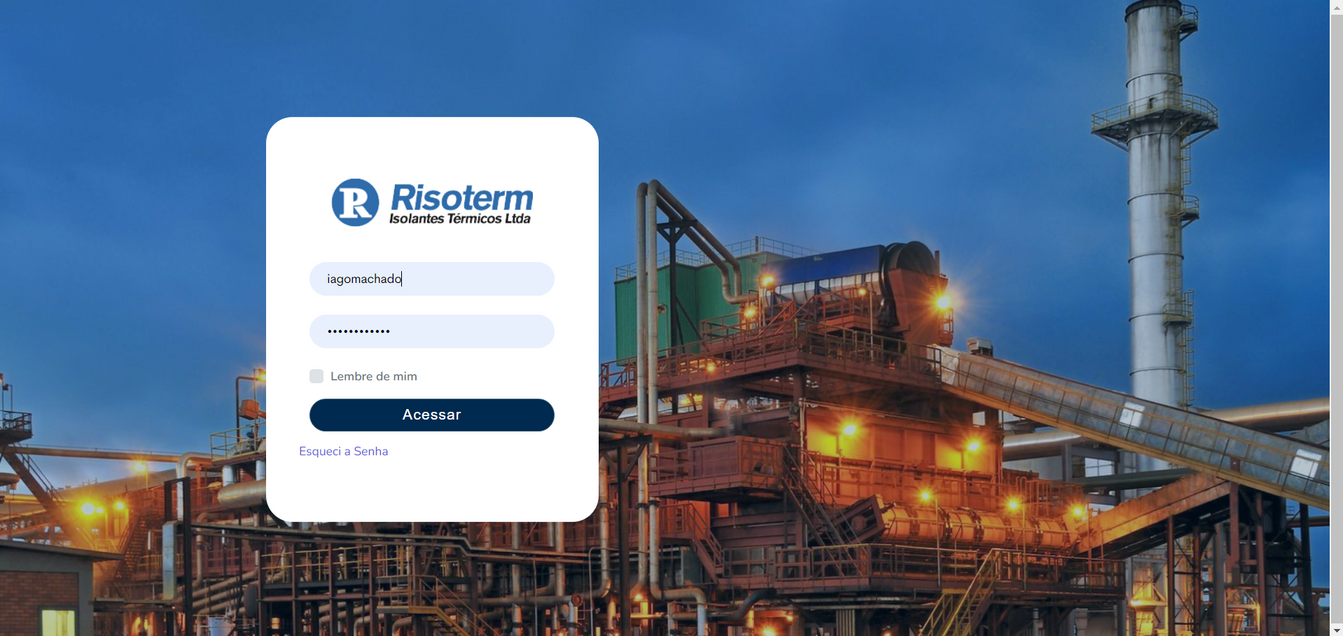 R Risoterm
Isolantes Térmicos Ltda
iagomachado
••••••••••••
Lembre de mim
Acessar
Esqueci a Senha